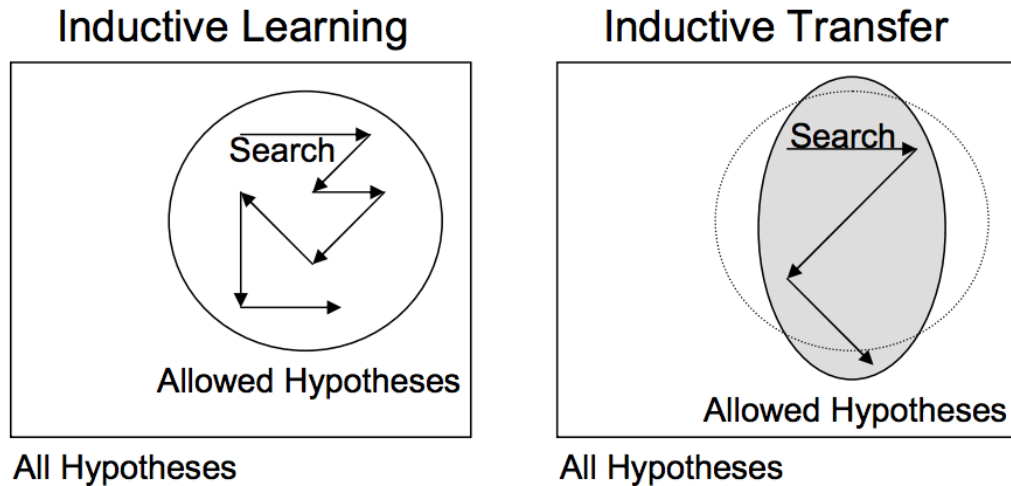 Inductive Learning
Search
Allowed Hypotheses
All Hypotheses
Inductive Transfer
Search
Allowed Hypotheses
All Hypotheses